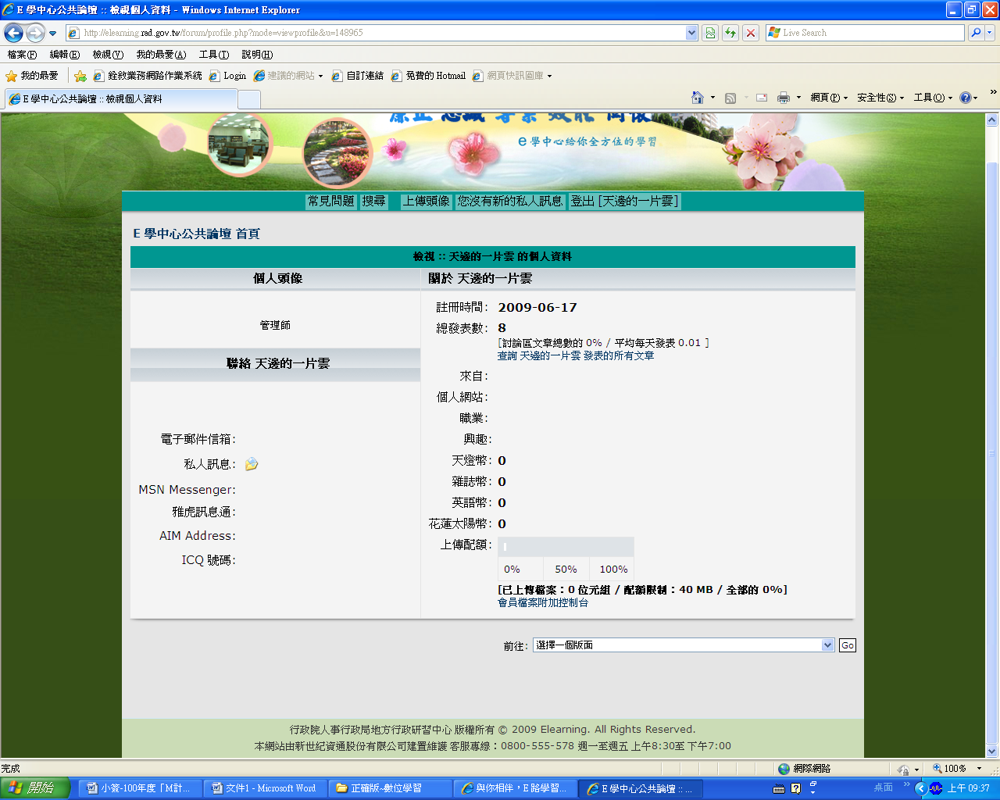 E 學中心公共論壇 :: 檢視個人資料 - Windows Internet Explorer
http://elearning.rad.gov.tw/forum/profile.php?mode=viewprofile&u=148965
Live Search
檔案(F) 編輯(E) 檢視(V) 我的最愛(A) 工具(T) 說明(H)
我的最愛 銓敘業務網路作業系統 Login 建議的網站 自訂連結 免費的 Hotmail 網頁快訊圖庫
E 學中心公共論壇 :: 檢視個人資料
網頁(P) 安全性(S) 工具(O)
廉正 忠誠 專業 效能 關懷
e學中心給你全方位的學習
常見問題 搜尋 上傳頭像 您沒有新的私人訊息 登出 [天邊的一片雲]
E 學中心公共論壇 首頁
檢視 :: 天邊的一片雲 的個人資料
個人頭像
關於 天邊的一片雲
管理師
聯絡 天邊的一片雲
電子郵件信箱:
私人訊息:
MSN Messenger:
雅虎訊息通:
AIM Address:
ICQ 號碼:
註冊時間: 2009-06-17
總發表數: 8
[討論區文章總數的 0% / 平均每天發表 0.01 ]
查詢 天邊的一片雲 發表的所有文章
來自:
個人網站:
職業:
興趣:
天燈幣: 0
雜誌幣: 0
英語幣: 0
花蓮太陽幣: 0
上傳配額:
0% 50% 100%
[已上傳檔案：0 位元組 / 配額限制：40 MB / 全部的 0%]
會員檔案附加控制台
前往: 選擇一個版面 Go
行政院人事行政局地方行政研習中心 版權所有 © 2009 Elearning. All Rights Reserved.
本網站由新世紀資通股份有限公司建置維護 客服專線：0800-555-578 週一至週五 上午8:30至 下午7:00
完成
網際網路
100%
開始
小簽-100年度「M計...
文件1 - Microsoft Word
正確版~數位學習
與你相伵，E 路學習...
E 學中心公共論壇 :: ...
桌面
上午 09:37